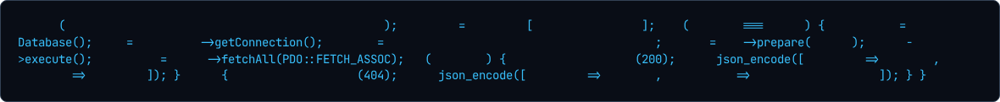 ( ); = [ ]; ( === ) { =
Database(); = ->getConnection(); = ; = ->prepare( ); -
>execute(); = ->fetchAll(PDO::FETCH_ASSOC); ( ) { (200); json_encode([ => ,
=> ]); } { (404); json_encode([ => , => ]); } }